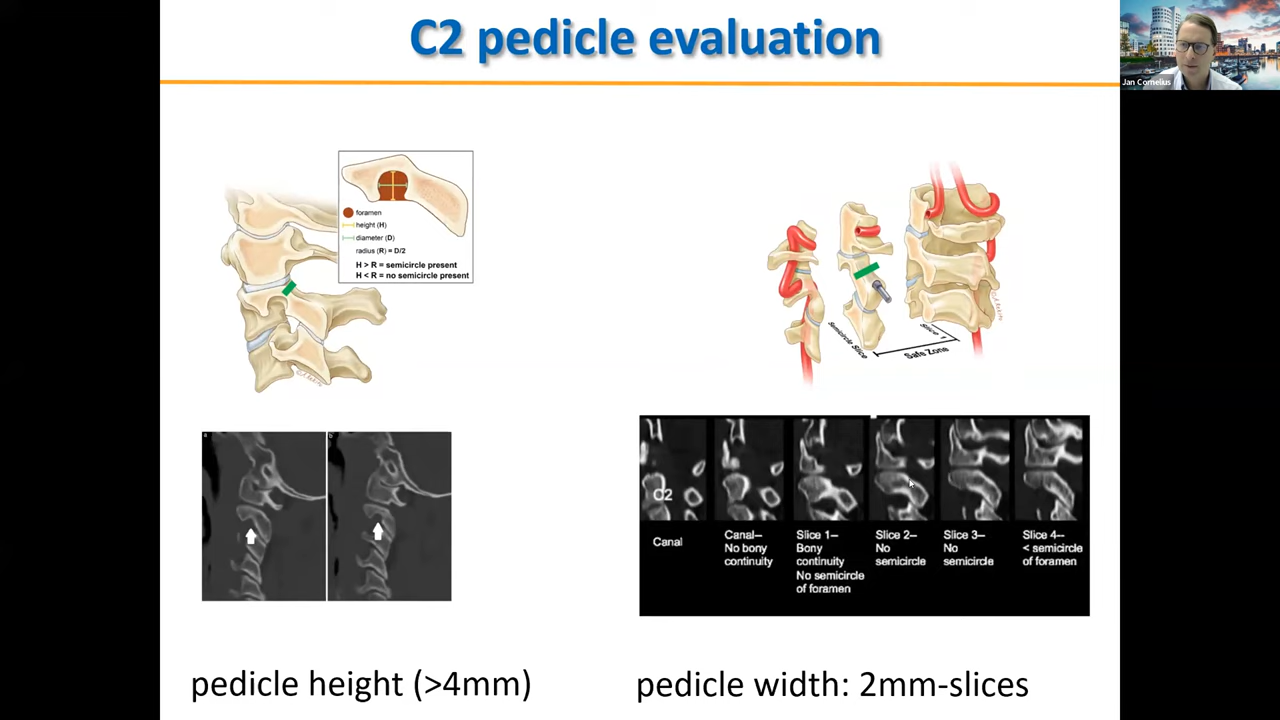 C2 pedicle evaluation
Jan Cornelius
foramen
height (H)
diameter (D)
radius (R) = D/2
H > R = semicircle present
H < R = no semicircle present
Semicircle Slice
Safe Zone
Slice 1
a
b
C2
Canal
Canal–
No bony
continuity
Slice 1–
Bony
continuity
No semicircle
of foramen
Slice 2–
No
semicircle
Slice 3–
No
semicircle
Slice 4–
< semicircle
of foramen
pedicle height (>4mm)
pedicle width: 2mm-slices